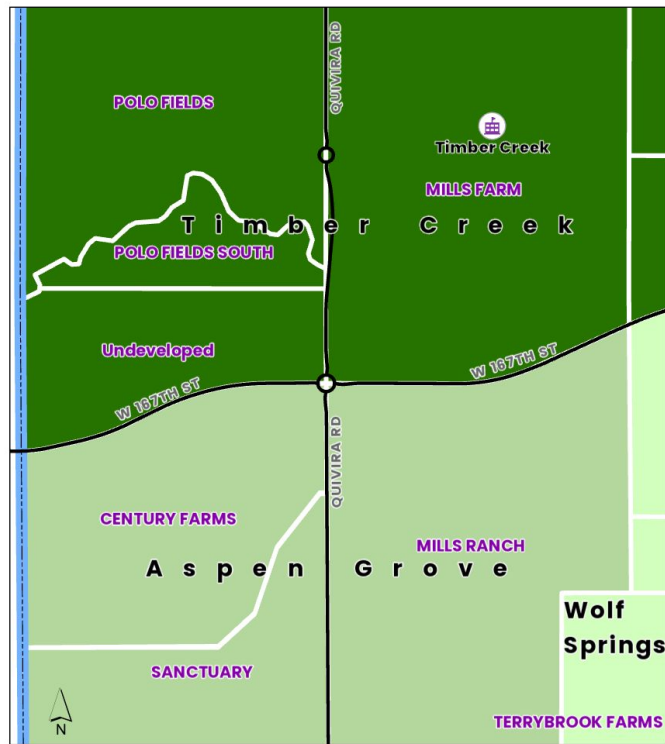 QUIVIRA RD
POLO FIELDS
Timber Creek
MILLS FARM
Timber Creek
POLO FIELDS SOUTH
Undeveloped
W 167TH ST
W 167TH ST
QUIVIRA RD
CENTURY FARMS
MILLS RANCH
Aspen Grove
Wolf
Springs
SANCTUARY
TERRYBROOK FARMS
N